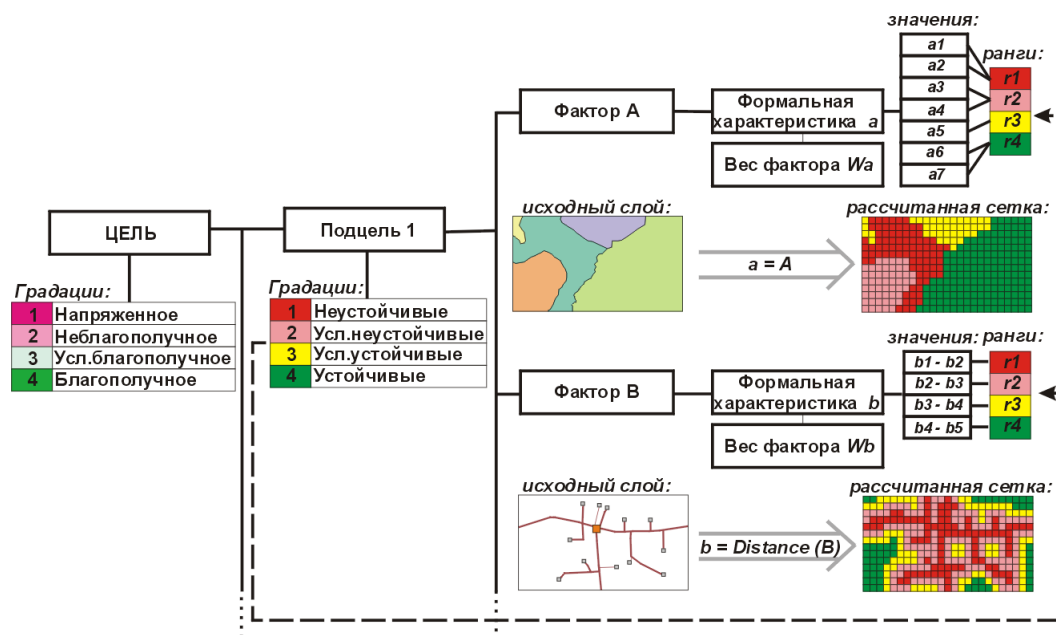 значения:
a1
a2
a3
a4
a5
a6
a7
ранги:
r1
r2
r3
r4
Фактор А
Формальная
характеристика a
Вес фактора Wa
ЦЕЛЬ
Градации:
1 Напряженное
2 Неблагополучное
3 Усл.благополучное
4 Благополучное
Подцель 1
Градации:
1 Неустойчивые
2 Усл.неустойчивые
3 Усл.устойчивые
4 Устойчивые
исходный слой:
a = A
рассчитанная сетка:
Фактор В
Формальная
характеристика b
Вес фактора Wb
значения:
b1 - b2
b2 - b3
b3 - b4
b4 - b5
ранги:
r1
r2
r3
r4
исходный слой:
b = Distance (B)
рассчитанная сетка: